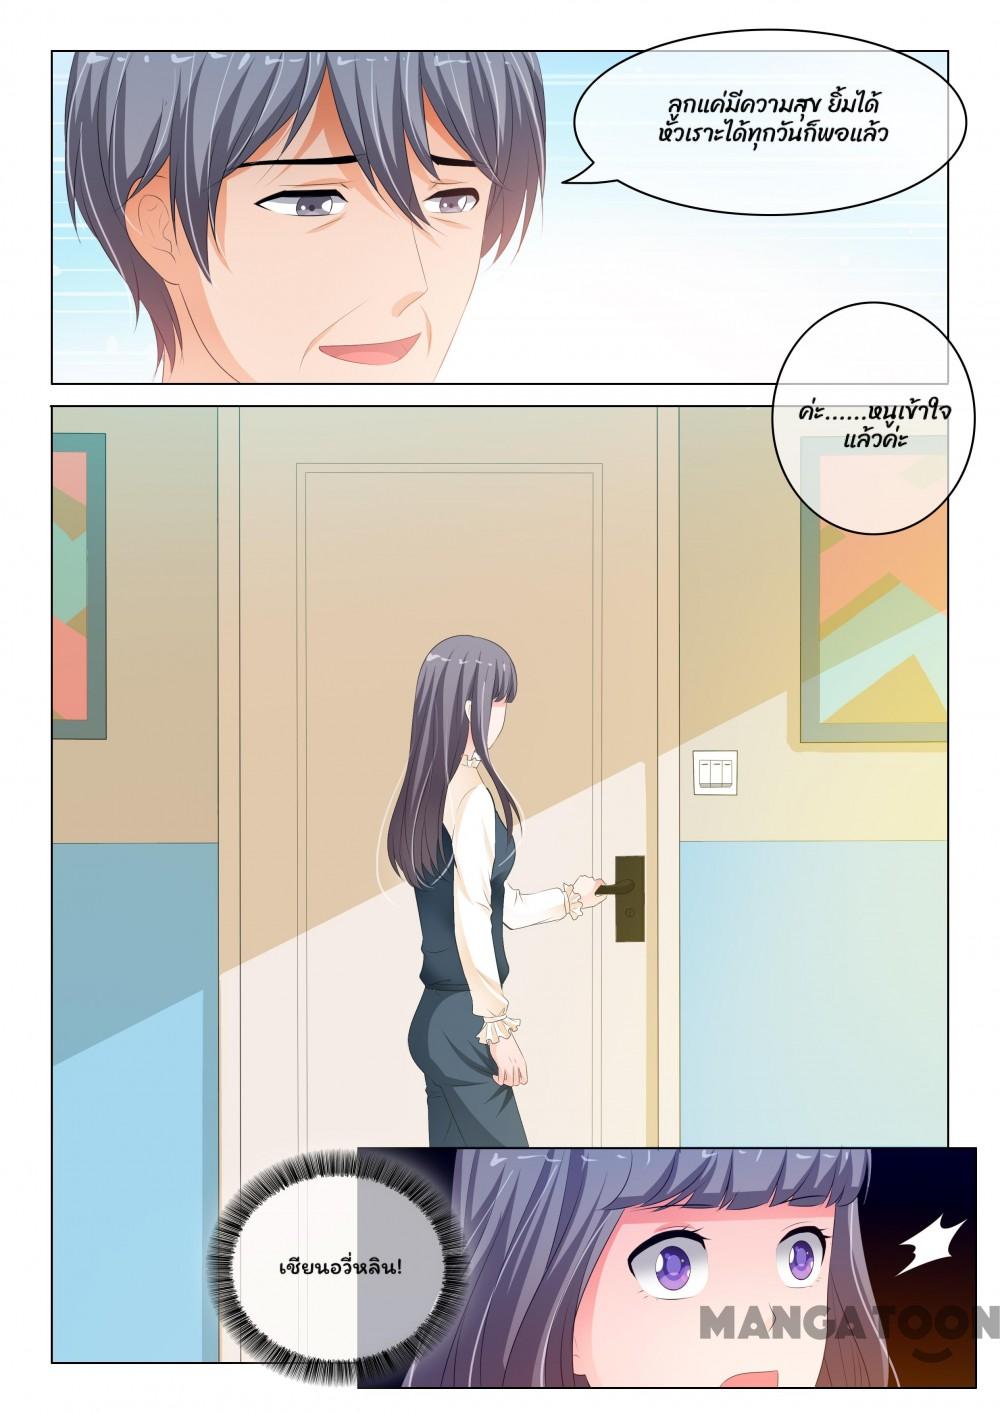 ลูกแค่มีความสุข ยิ้มได้
หัวเราะได้ทุกวันก็พอแล้ว
ค่ะ......หนูเข้าใจ
แล้วค่ะ
เชียนอวี่หลิน!
MANGATOON